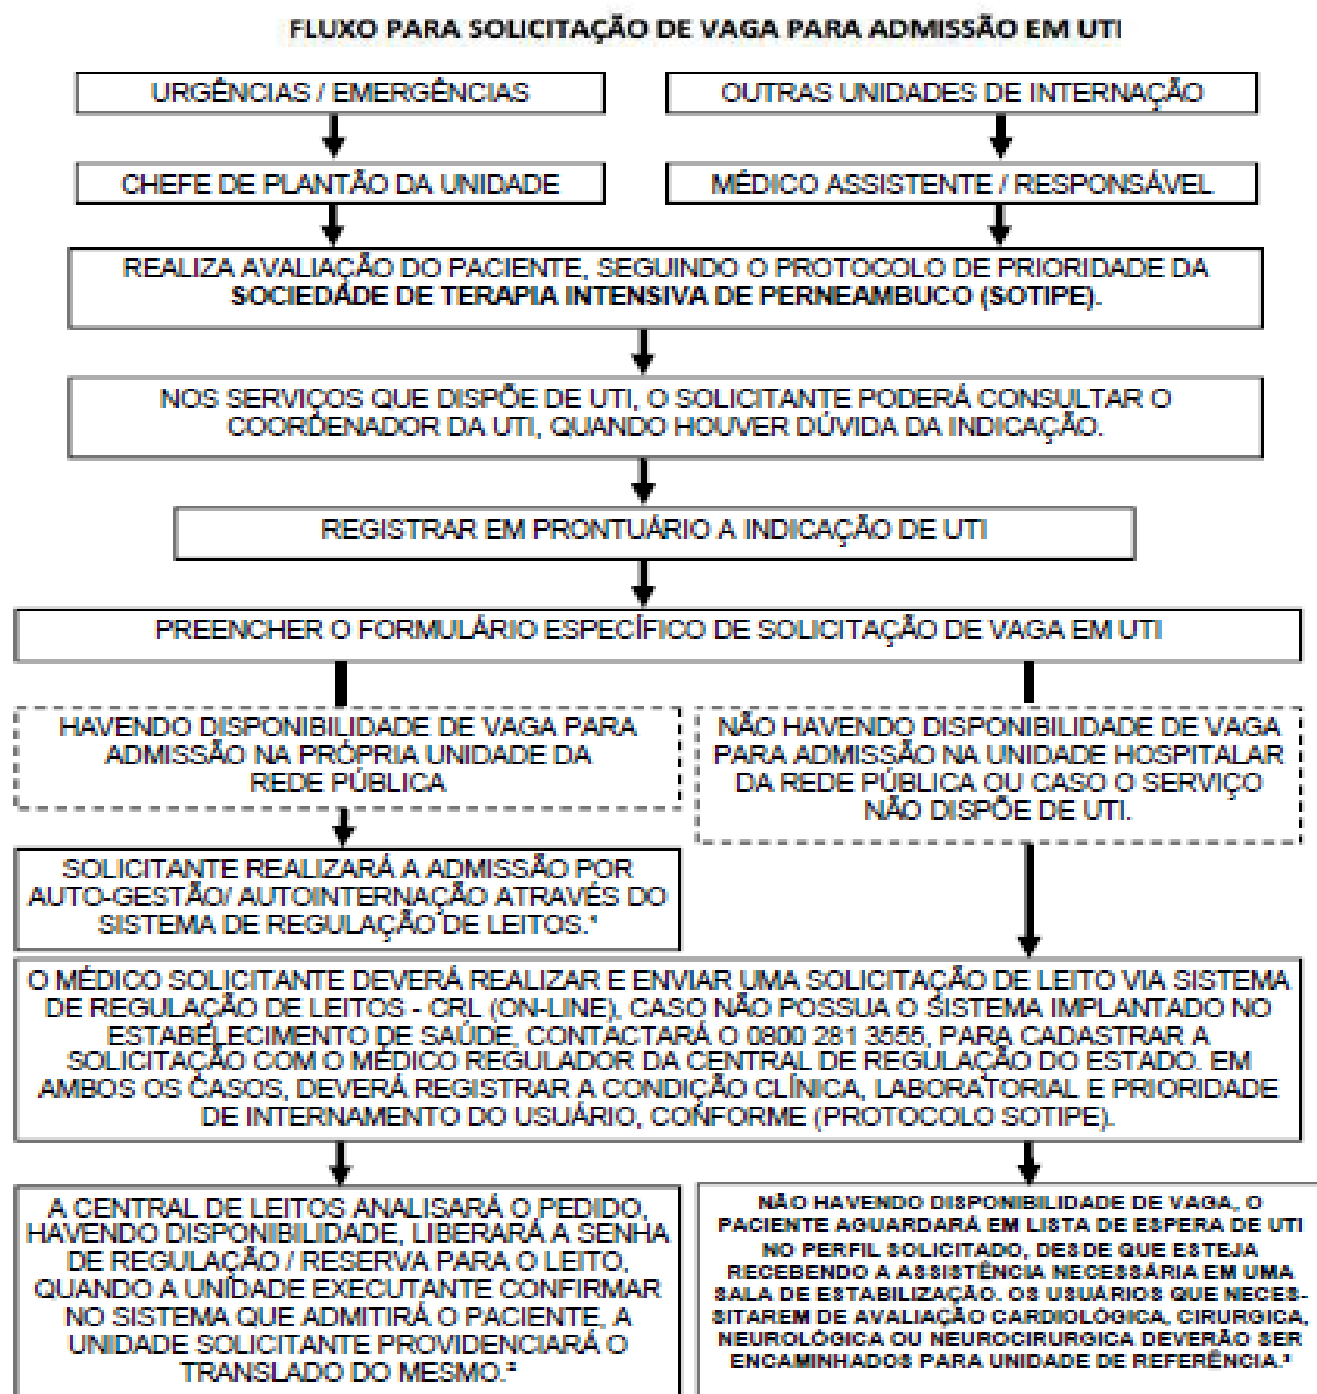 FLUXO PARA SOLICITAÇÃO DE VAGA PARA ADMISSÃO EM UTI
URGÊNCIAS / EMERGÊNCIAS
OUTRAS UNIDADES DE INTERNAÇÃO
CHEFE DE PLANTÃO DA UNIDADE
MÉDICO ASSISTENTE / RESPONSÁVEL
REALIZA AVALIAÇÃO DO PACIENTE, SEGUINDO O PROTOCOLO DE PRIORIDADE DA
SOCIEDADE DE TERAPIA INTENSIVA DE PERNEAMBUCO (SOTIPE).
NOS SERVIÇOS QUE DISPÕE DE UTI, O SOLICITANTE PODERÁ CONSULTAR O
COORDENADOR DA UTI, QUANDO HOUVER DÚVIDA DA INDICAÇÃO.
REGISTRAR EM PRONTUÁRIO A INDICAÇÃO DE UTI
PREENCHER O FORMULÁRIO ESPECÍFICO DE SOLICITAÇÃO DE VAGA EM UTI
HAVENDO DISPONIBILIDADE DE VAGA PARA
ADMISSÃO NA PRÓPRIA UNIDADE DA
REDE PÚBLICA
NÃO HAVENDO DISPONIBILIDADE DE VAGA
PARA ADMISSÃO NA UNIDADE HOSPITALAR
DA REDE PÚBLICA OU CASO O SERVIÇO
NÃO DISPÕE DE UTI.
SOLICITANTE REALIZARÁ A ADMISSÃO POR
AUTO-GESTÃO/ AUTOINTERNAÇÃO ATRAVÉS DO
SISTEMA DE REGULAÇÃO DE LEITOS.¹
O MÉDICO SOLICITANTE DEVERÁ REALIZAR E ENVIAR UMA SOLICITAÇÃO DE LEITO VIA SISTEMA
DE REGULAÇÃO DE LEITOS - CRL (ON-LINE), CASO NÃO POSSUA O SISTEMA IMPLANTADO NO
ESTABELECIMENTO DE SAÚDE, CONTACTARÁ O 0800 281 3555, PARA CADASTRAR A
SOLICITAÇÃO COM O MÉDICO REGULADOR DA CENTRAL DE REGULAÇÃO DO ESTADO. EM
AMBOS OS CASOS, DEVERÁ REGISTRAR A CONDIÇÃO CLÍNICA, LABORATORIAL E PRIORIDADE
DE INTERNAMENTO DO USUÁRIO, CONFORME (PROTOCOLO SOTIPE).
A CENTRAL DE LEITOS ANALISARÁ O PEDIDO,
HAVENDO DISPONIBILIDADE, LIBERARÁ A SENHA
DE REGULAÇÃO / RESERVA PARA O LEITO,
QUANDO A UNIDADE EXECUTANTE CONFIRMAR
NO SISTEMA QUE ADMITIRÁ O PACIENTE, A
UNIDADE SOLICITANTE PROVIDENCIARÁ O
TRANSLADO DO MESMO.²
NÃO HAVENDO DISPONIBILIDADE DE VAGA, O
PACIENTE AGUARDARÁ EM LISTA DE ESPERA DE UTI
NO PERFIL SOLICITADO, DESDE QUE ESTEJA
RECEBENDO A ASSISTÊNCIA NECESSÁRIA EM UMA
SALA DE ESTABILIZAÇÃO. OS USUÁRIOS QUE NECES-
SITAREM DE AVALIAÇÃO CARDIOLÓGICA, CIRURGICA,
NEUROLÓGICA OU NEUROCIRURGICA DEVERÃO SER
ENCAMINHADOS PARA UNIDADE DE REFERÊNCIA.³